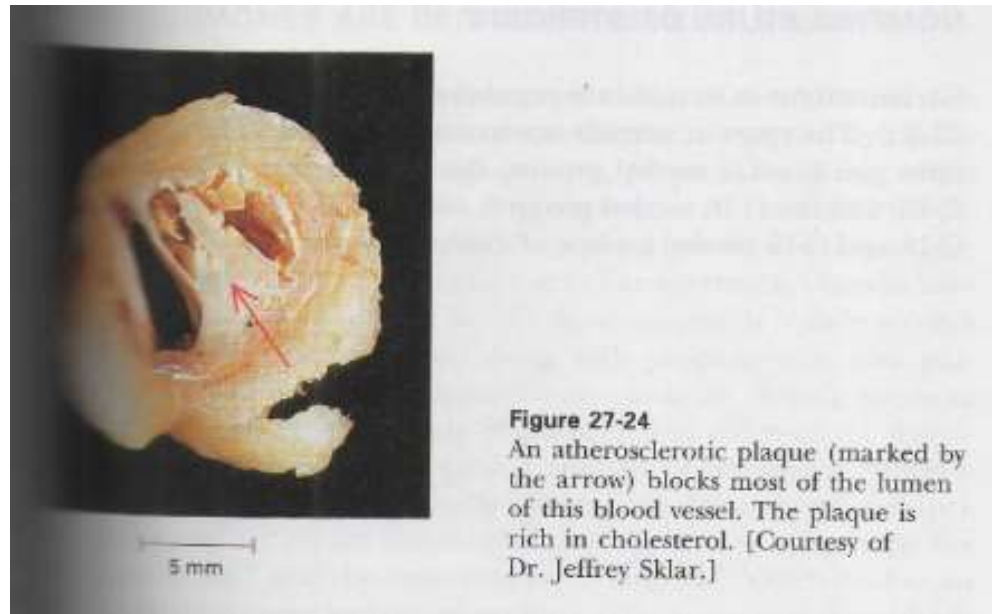 5 mm
Figure 27-24
An atherosclerotic plaque (marked by
the arrow) blocks most of the lumen
of this blood vessel. The plaque is
rich in cholesterol. [Courtesy of
Dr. Jeffrey Sklar.]